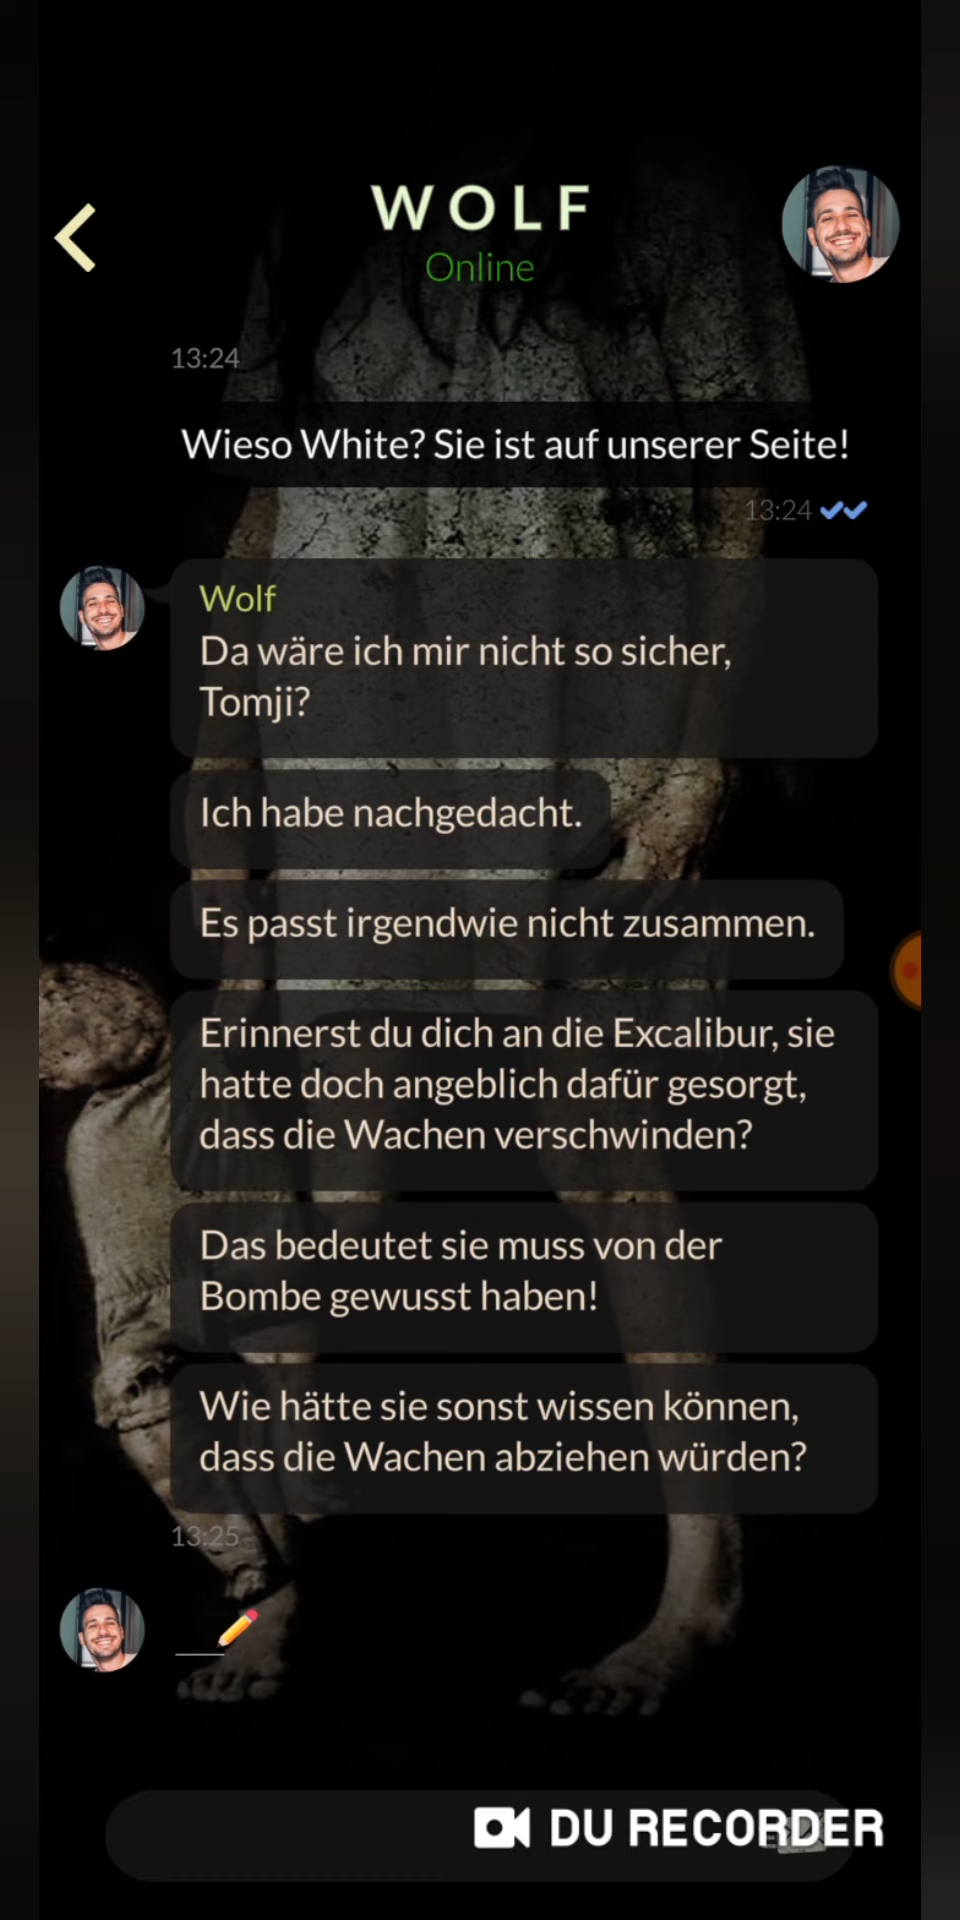 WOLF
Online
13:24
Wieso White? Sie ist auf unserer Seite!
13:24
Wolf
Da wäre ich mir nicht so sicher,
Tomji?
Ich habe nachgedacht.
Es passt irgendwie nicht zusammen.
Erinnerst du dich an die Excalibur, sie
hatte doch angeblich dafür gesorgt,
dass die Wachen verschwinden?
Das bedeutet sie muss von der
Bombe gewusst haben!
Wie hätte sie sonst wissen können,
dass die Wachen abziehen würden?
13:25
DU RECORDER